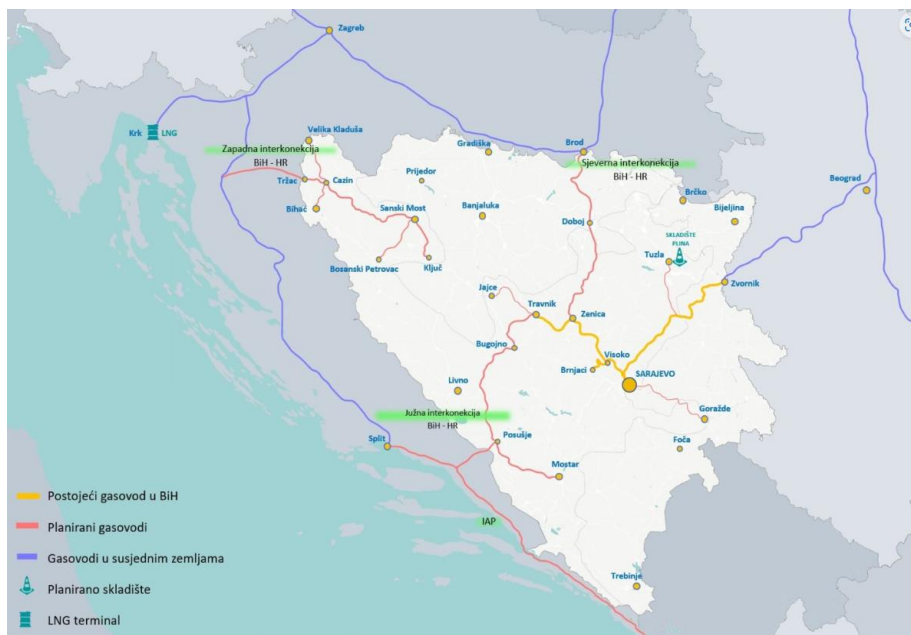 Zagreb
Krk
LNG
Velika Kladuša
Zapadna interkonekcija
BiH - HR
Gradiška
Brod
Sjeverna interkonekcija
BiH - HR
Tržac
Cazin
Prijedor
Beograd
Brčko
Bihać
Sanski Most
Banjaluka
Bijeljina
Doboj
SKLADIŠTE
PLINA
Tuzla
Bosanski Petrovac
Ključ
Zvornik
Jajce
Travnik
Zenica
Bugojno
Visoko
Brnjaci
SARAJEVO
Livno
Južna interkonekcija
BiH - HR
Goražde
Split
Posušje
Foča
Mostar
IAP
Trebinje
Postojeći gasovod u BiH
Planirani gasovodi
Gasovodi u susjednim zemljama
Planirano skladište
LNG terminal